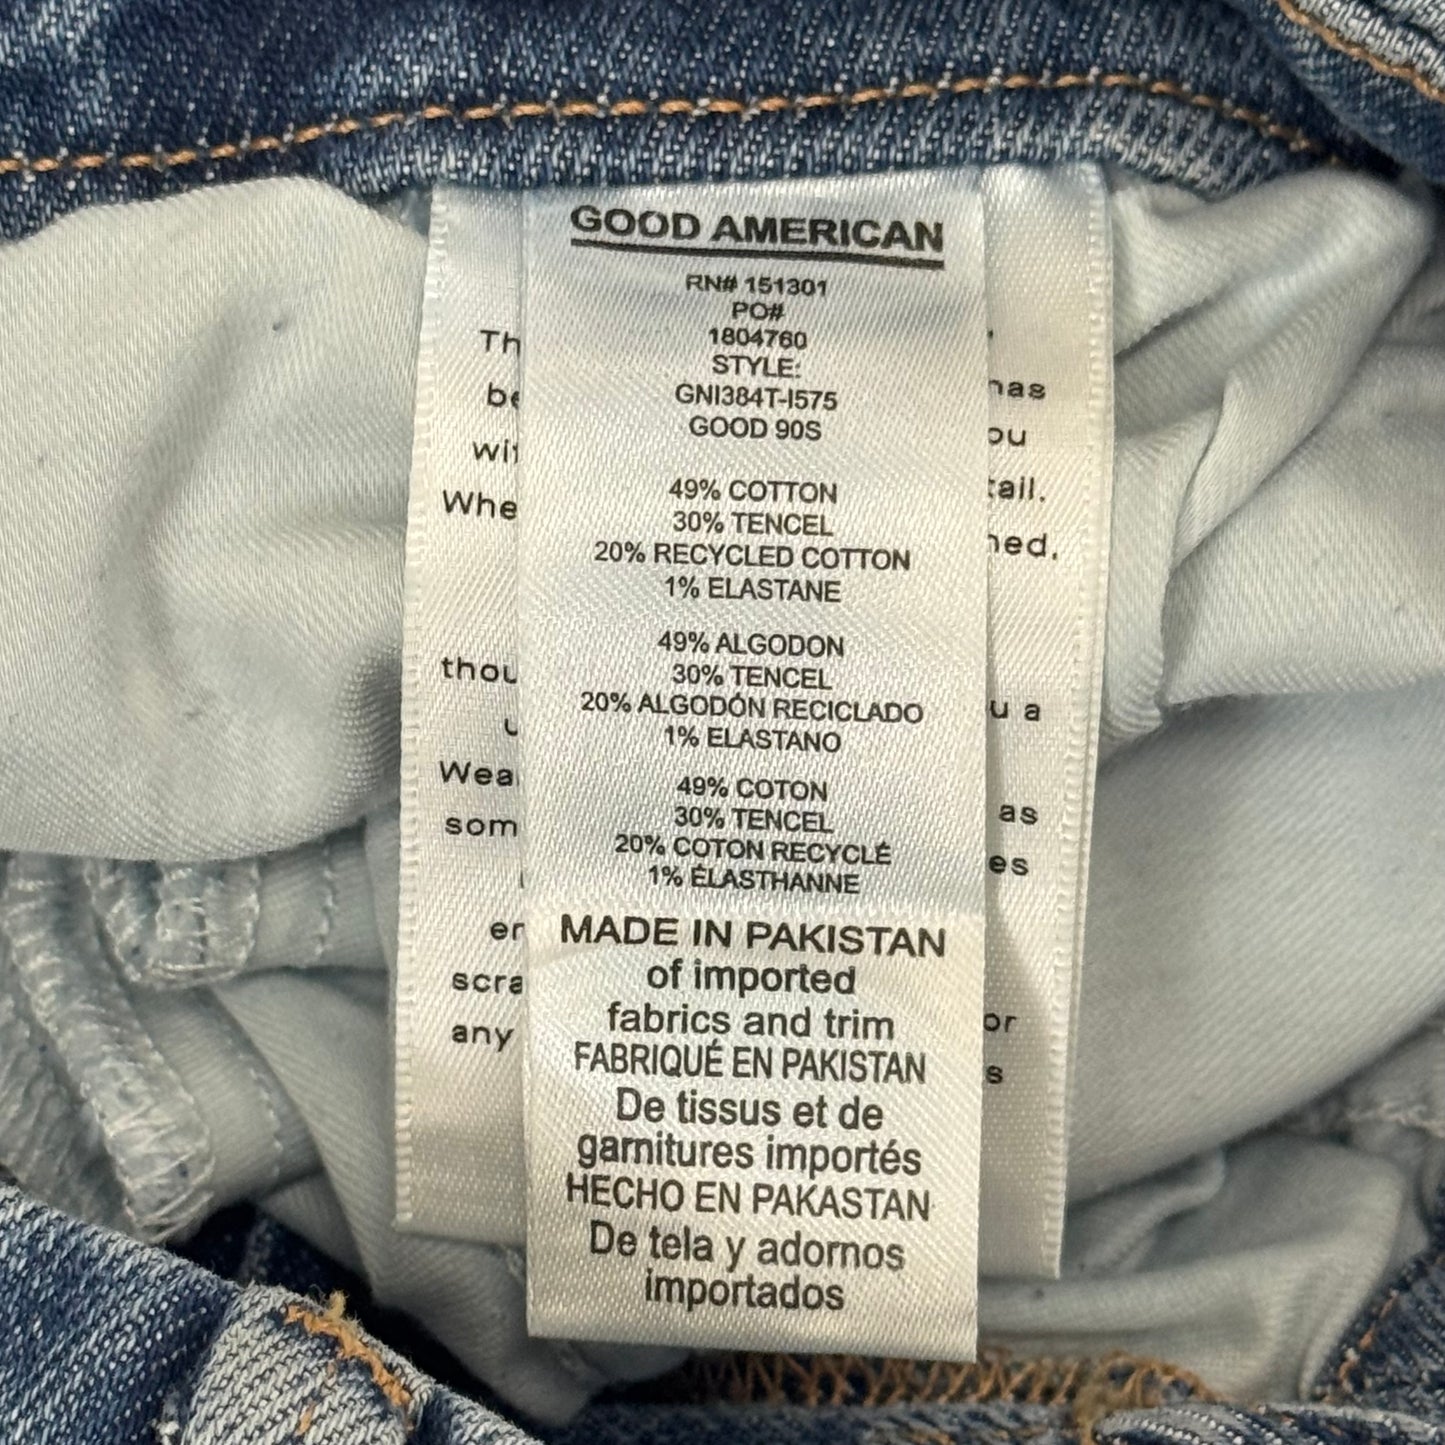 GOOD AMERICAN
RN# 151301
PO#
1804760
STYLE:
GNI384T-I575
GOOD 90S
49% COTTON
30% TENCEL
20% RECYCLED COTTON
1% ELASTANE
49% ALGODON
30% TENCEL
20% ALGODÓN RECICLADO
1% ELASTANO
49% COTON
30% TENCEL
20% COTON RECYCLÉ
1% ÉLASTHANNE
MADE IN PAKISTAN
of imported
fabrics and trim
FABRIQUÉ EN PAKISTAN
De tissus et de
garnitures importés
HECHO EN PAKASTAN
De tela y adornos
importados
any
u a
as